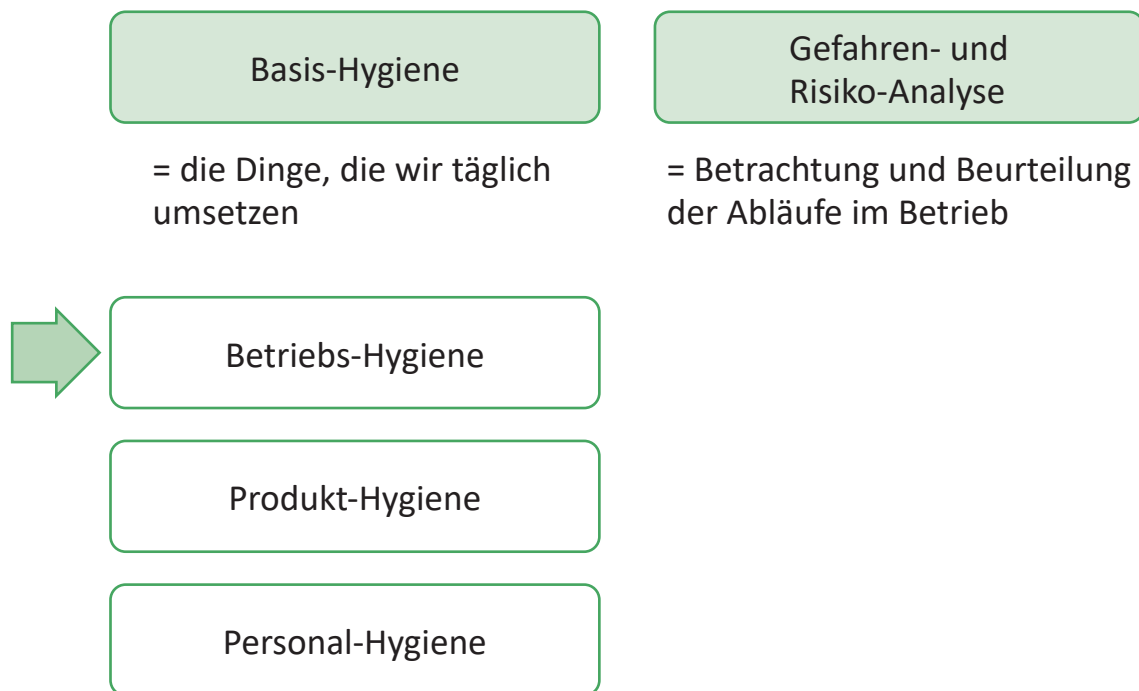 Basis-Hygiene
Gefahren- und
Risiko-Analyse
= die Dinge, die wir täglich
umsetzen
= Betrachtung und Beurteilung
der Abläufe im Betrieb
Betriebs-Hygiene
Produkt-Hygiene
Personal-Hygiene